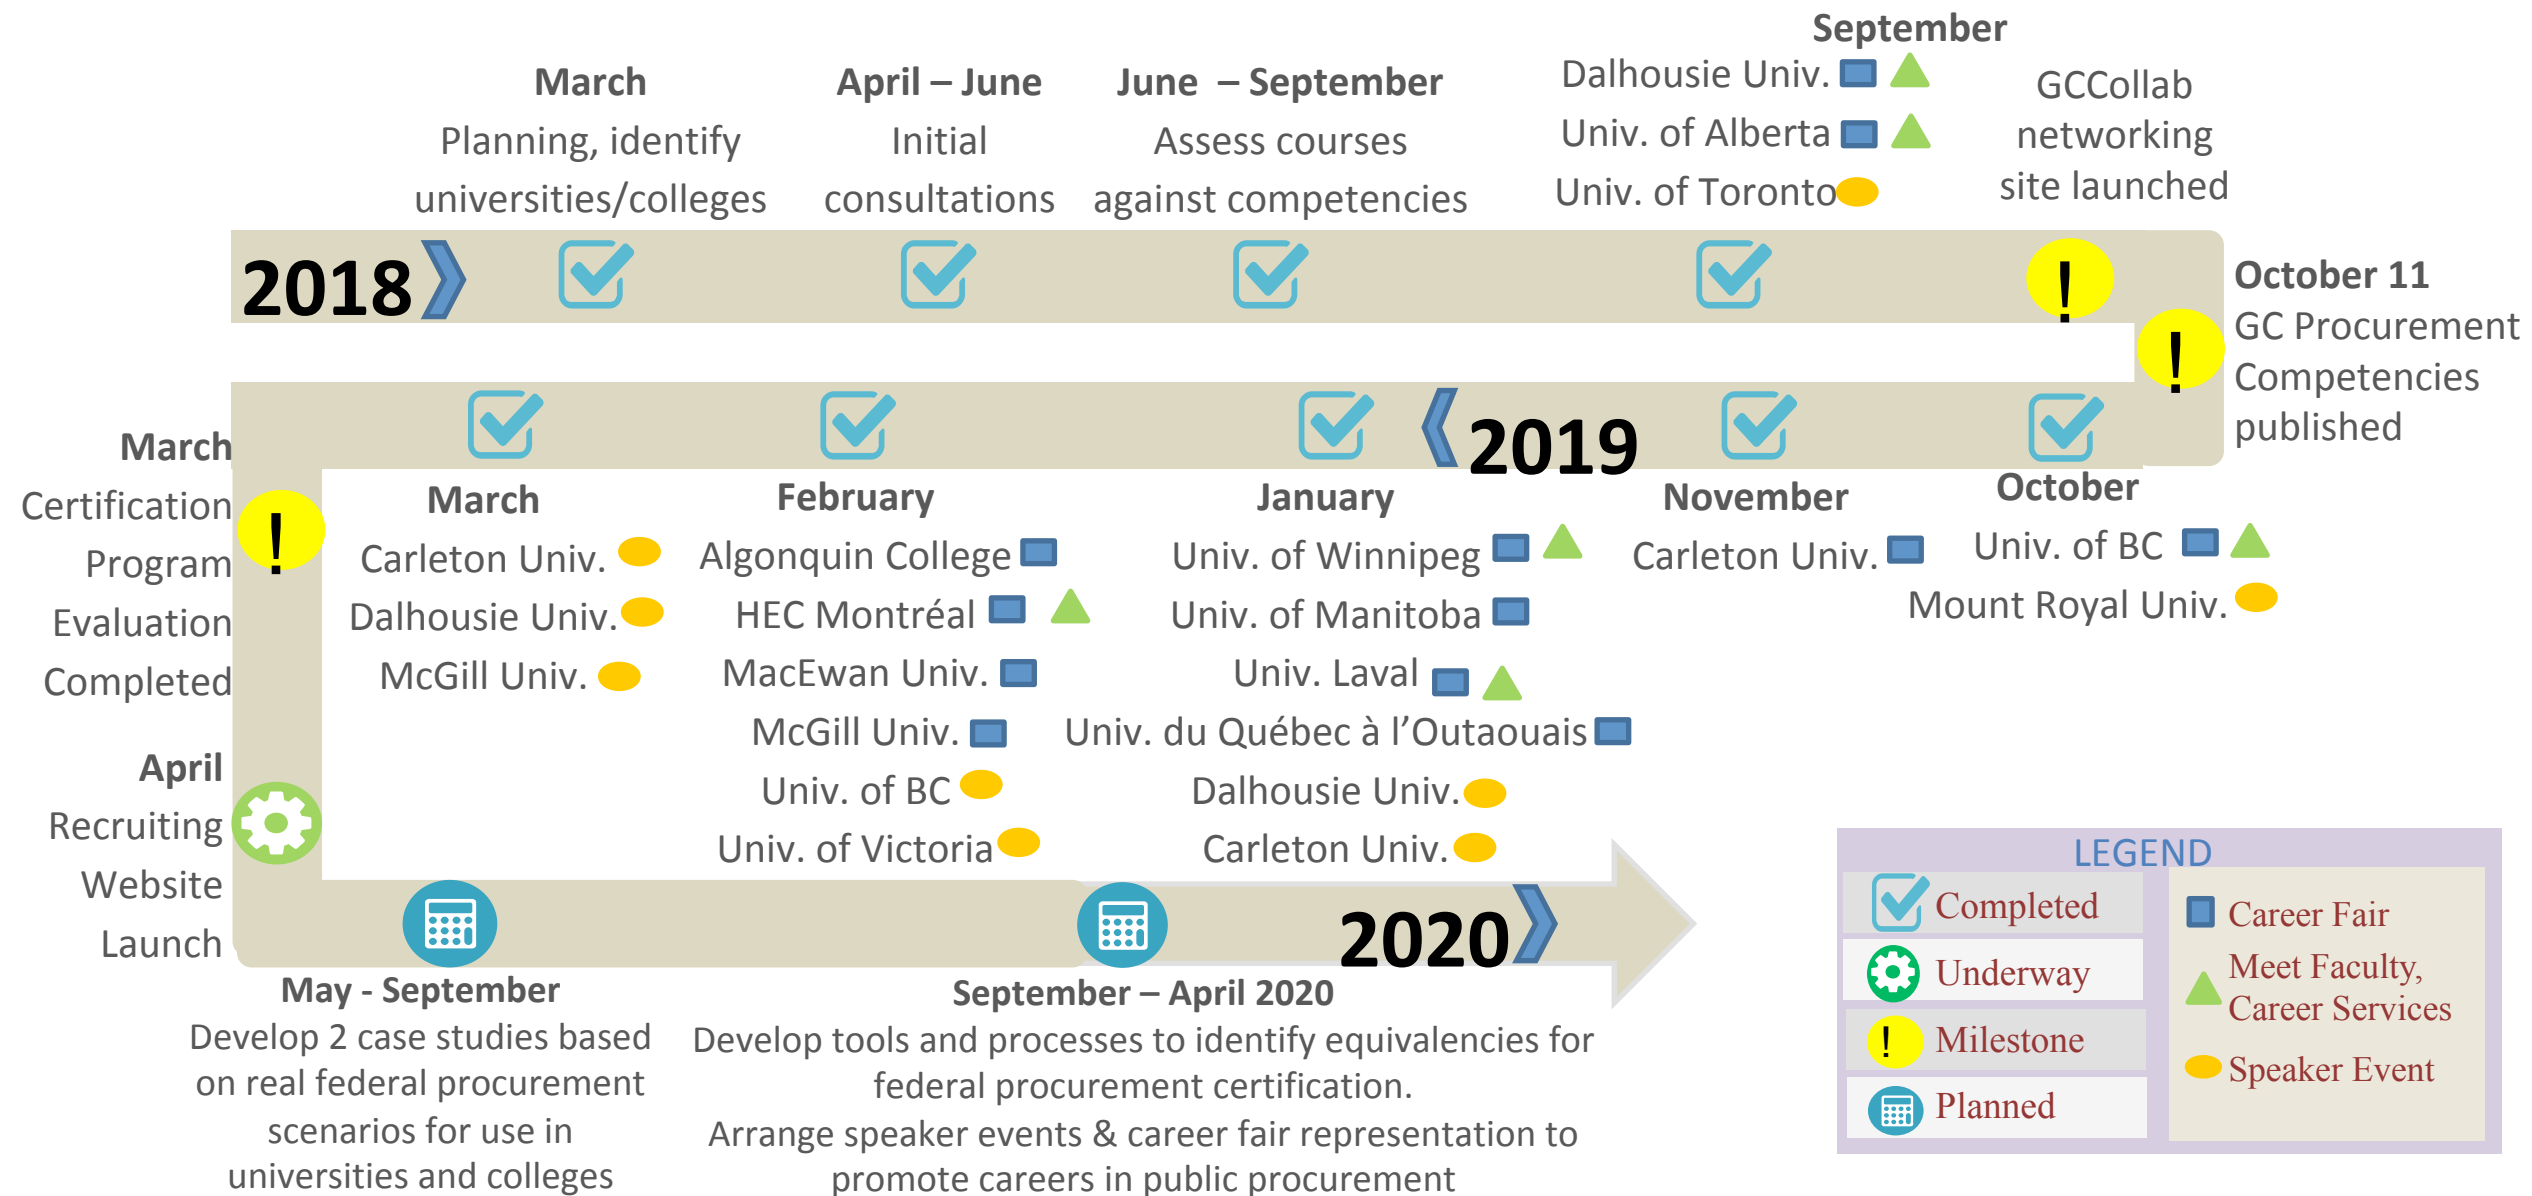 2018
March
Planning, identify
universities/colleges
April – June
Initial
consultations
June – September
Assess courses
against competencies
September
Dalhousie Univ.
Univ. of Alberta
Univ. of Toronto
GCCollab
networking
site launched
!
!
October 11
GC Procurement
Competencies
published
October
Univ. of BC
Mount Royal Univ.
November
Carleton Univ.
2019
January
Univ. of Winnipeg
Univ. of Manitoba
Univ. Laval
Univ. du Québec à l’Outaouais
Dalhousie Univ.
Carleton Univ.
February
Algonquin College
HEC Montréal
MacEwan Univ.
McGill Univ.
Univ. of BC
Univ. of Victoria
March
Carleton Univ.
Dalhousie Univ.
McGill Univ.
March
Certification
Program
Evaluation
Completed
!
April
Recruiting
Website
Launch
May - September
Develop 2 case studies based
on real federal procurement
scenarios for use in
universities and colleges
2020
September – April 2020
Develop tools and processes to identify equivalencies for
federal procurement certification.
Arrange speaker events & career fair representation to
promote careers in public procurement
LEGEND
Completed
Underway
! Milestone
Planned
Career Fair
Meet Faculty,
Career Services
Speaker Event